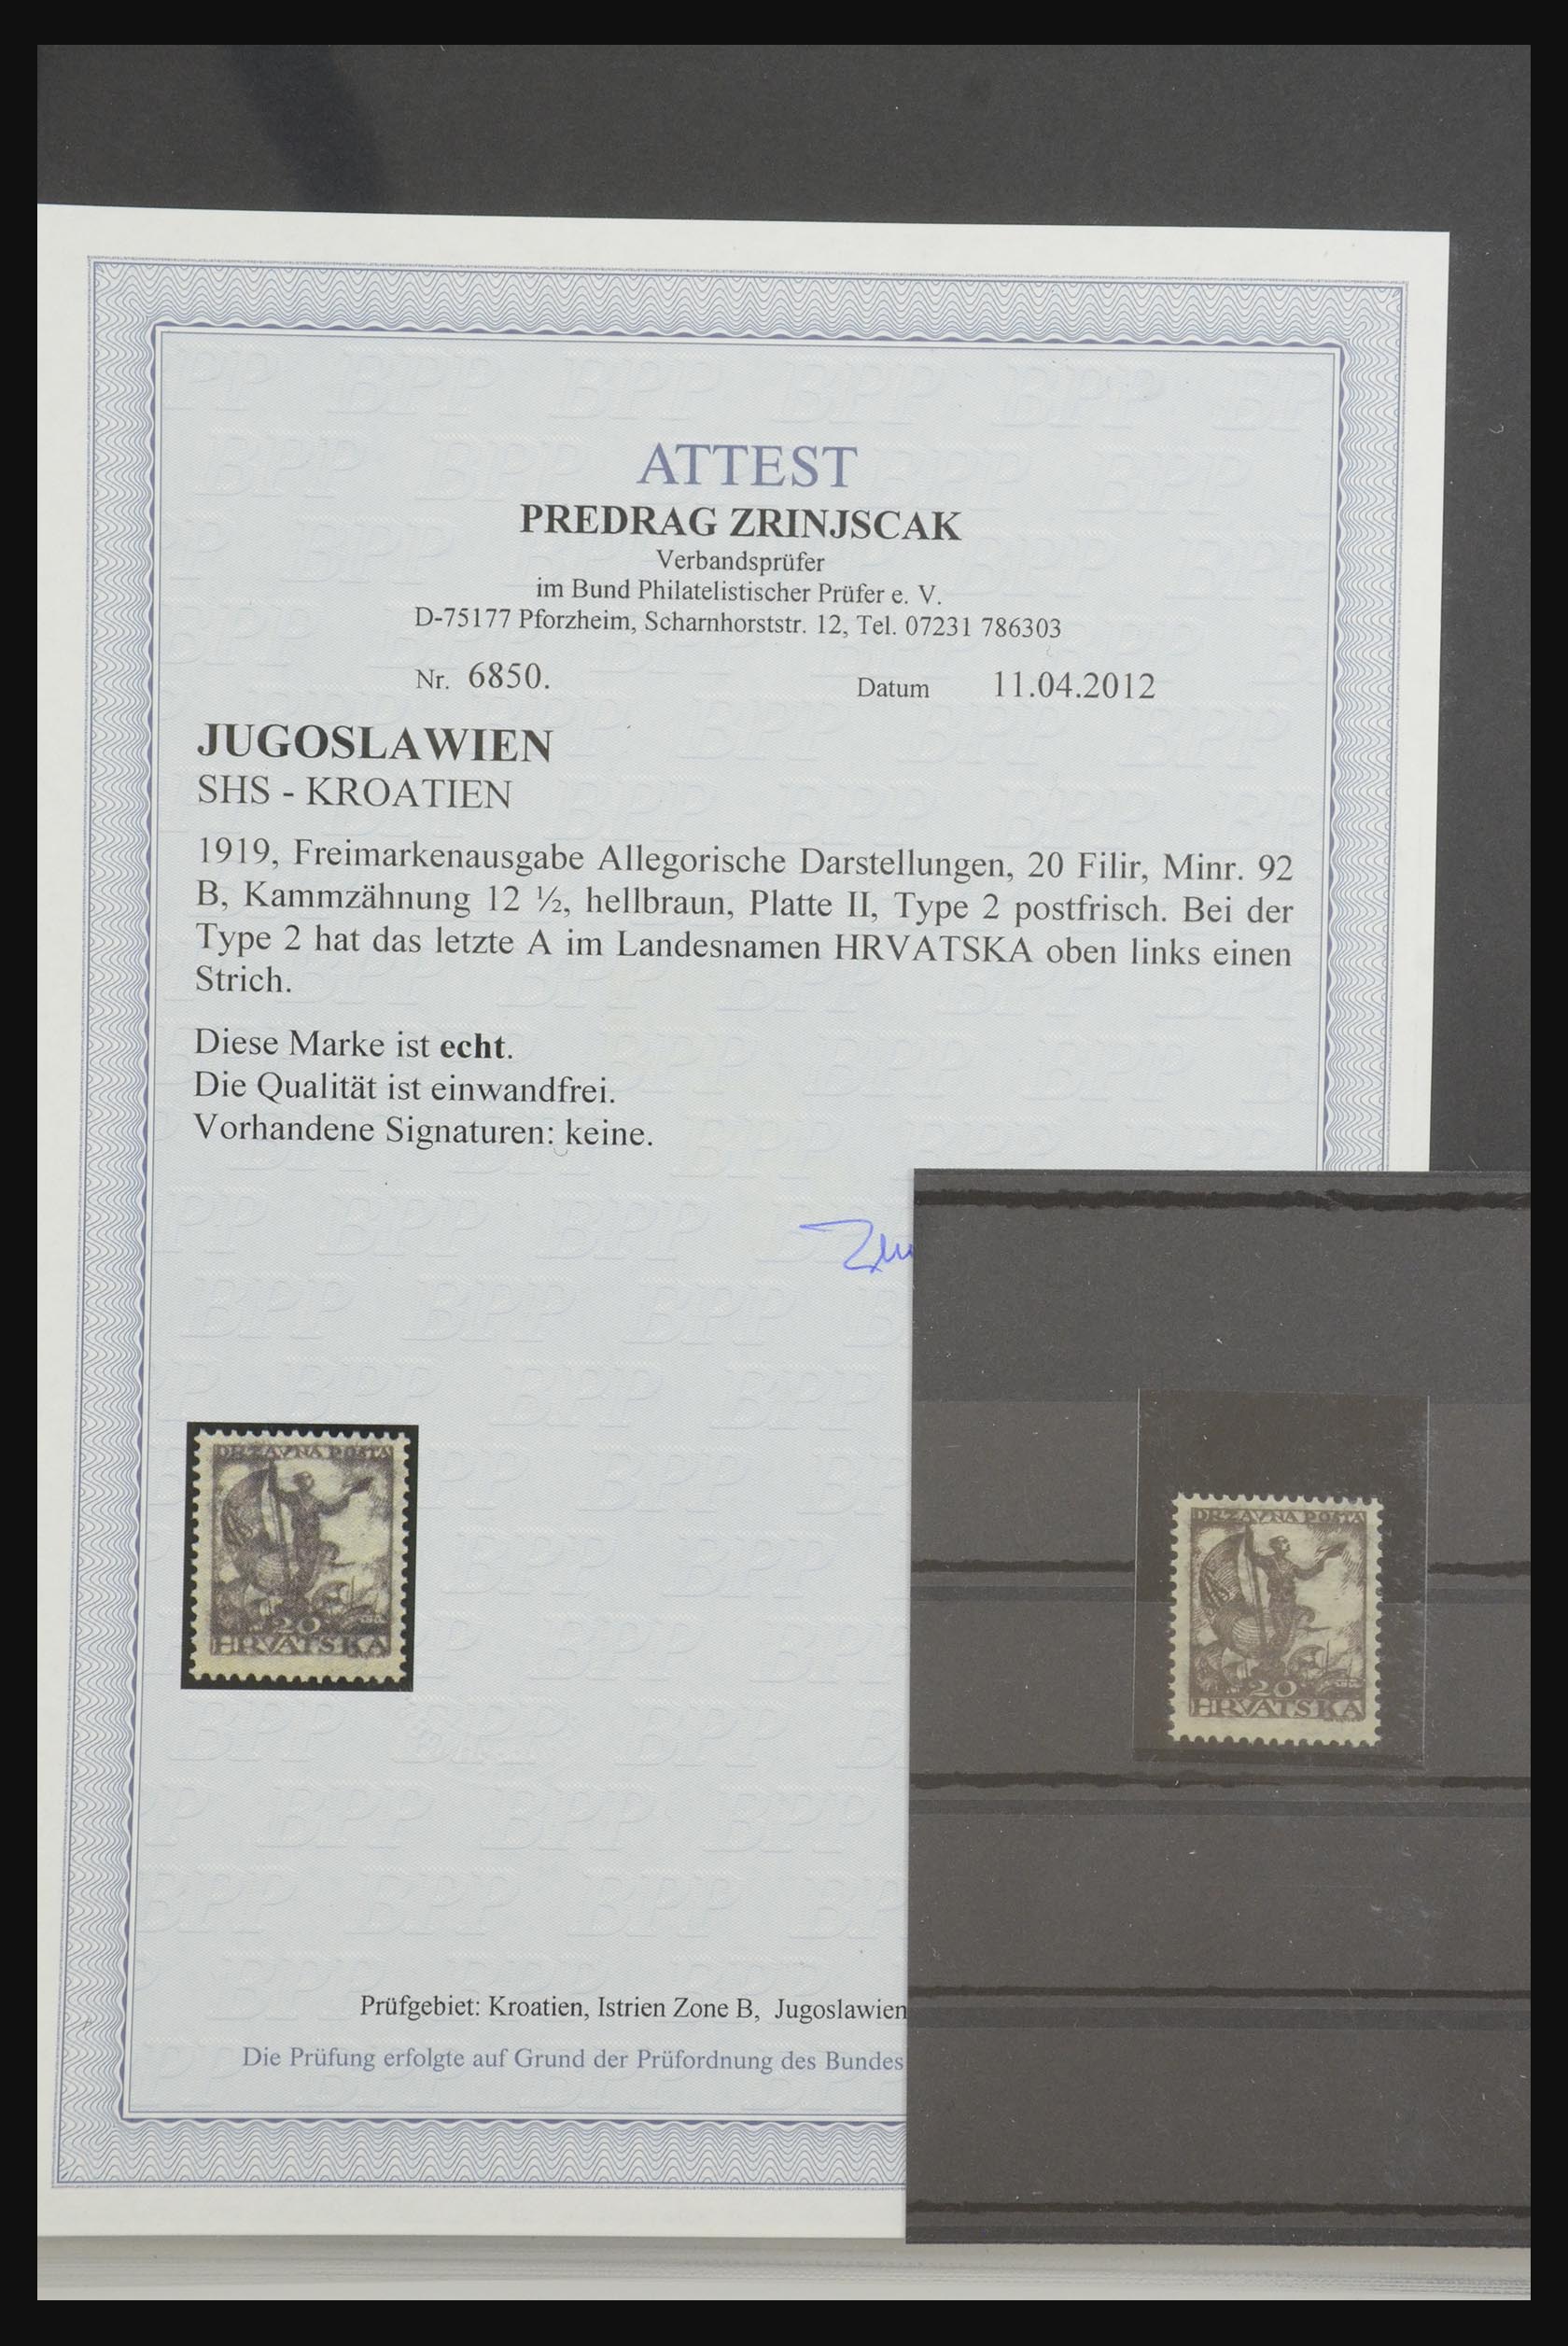 ATTEST
PREDRAG ZRINJSCAK
Verbandsprüfer
im Bund Philatelistischer Prüfer e. V.
D-75177 Pforzheim, Scharnhorststr. 12, Tel. 07231 786303
Nr. 6850. Datum 11.04.2012
JUGOSLAWIEN
SHS - KROATIEN
1919, Freimarkenausgabe Allegorische Darstellungen, 20 Filir, Minr. 92
B, Kammzähnung 12 ½, hellbraun, Platte II, Type 2 postfrisch. Bei der
Type 2 hat das letzte A im Landesnamen HRVATSKA oben links einen
Strich.
Diese Marke ist echt.
Die Qualität ist einwandfrei.
Vorhandene Signaturen: keine.
DRZAVNA POSTA
20
HRVATSKA
DRZAVNA POSTA
20
HRVATSKA
Prüfgebiet: Kroatien, Istrien Zone B, Jugoslawien
Die Prüfung erfolgte auf Grund der Prüfordnung des Bundes